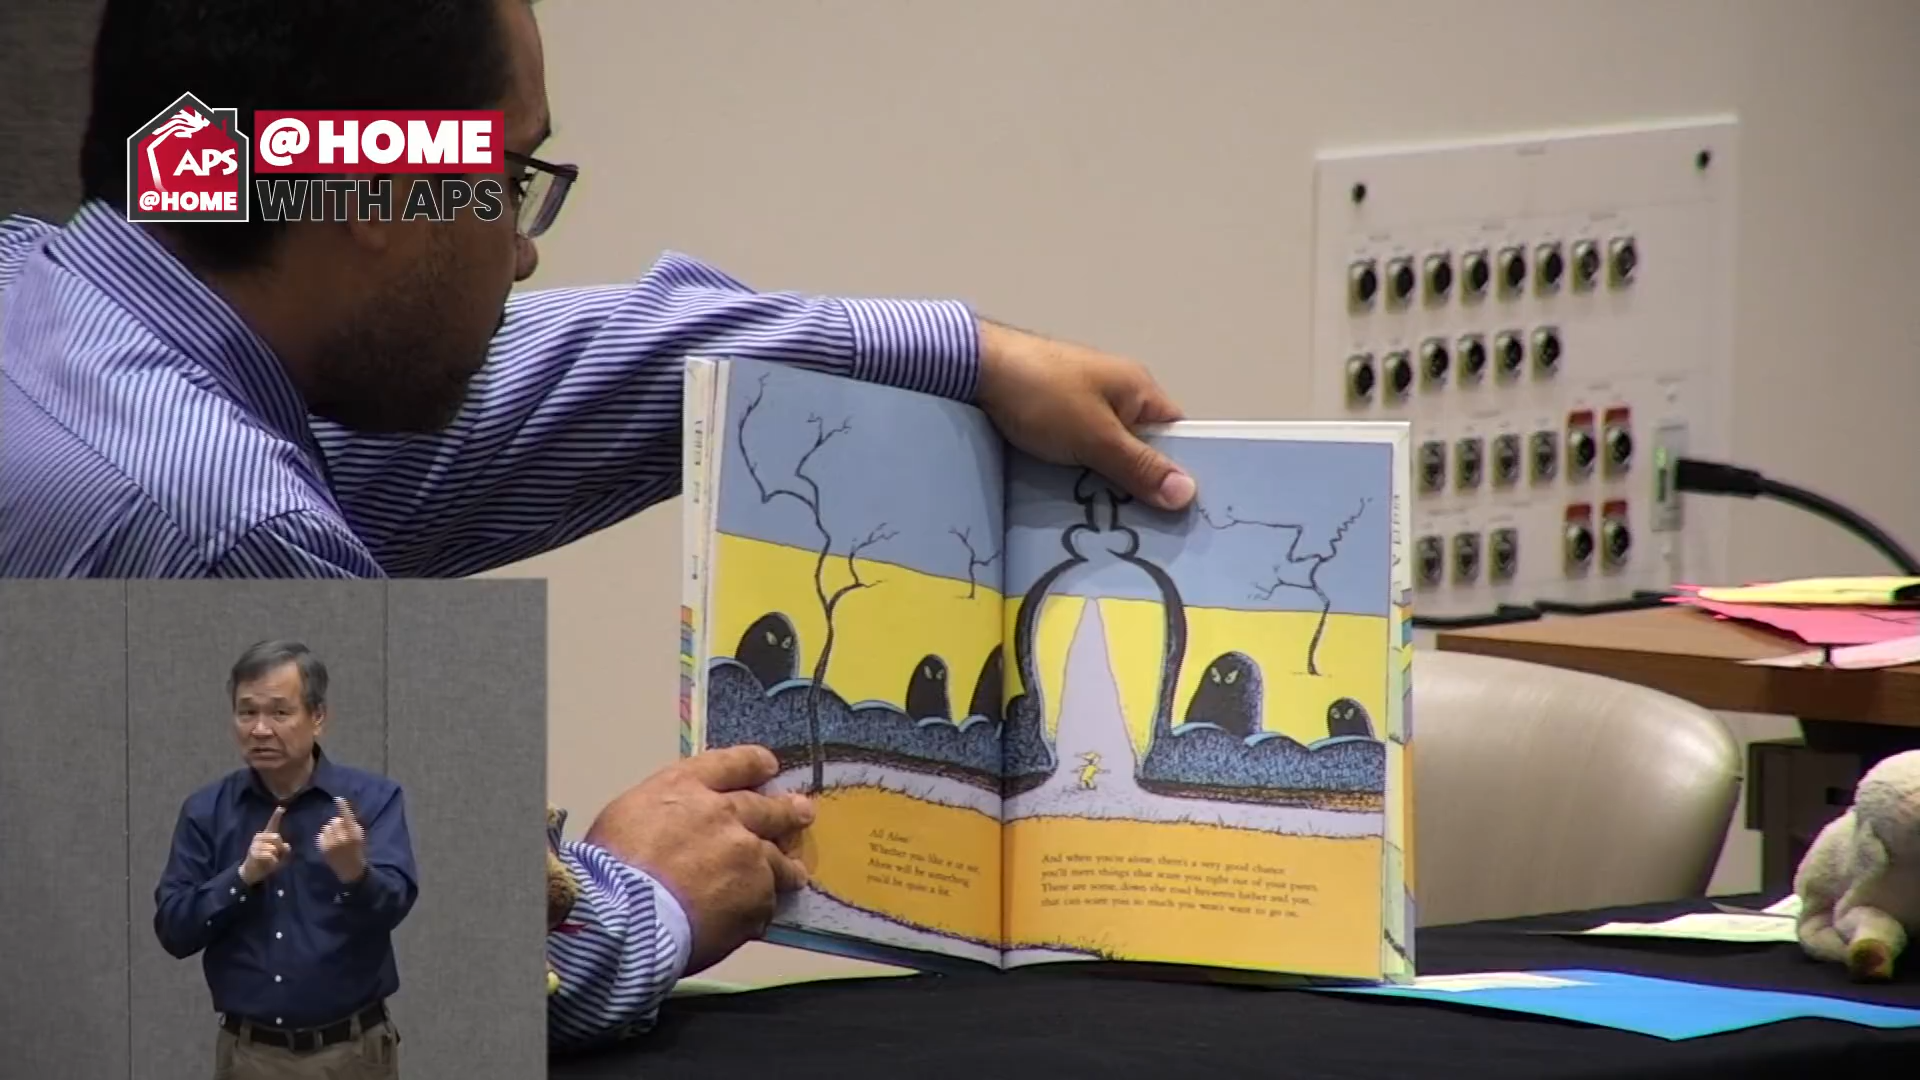 APS
@HOME
@HOME
WITH APS
All Alone!
Whether you like it or not,
Alone will be something
you'll be quite a lot.
And when you're alone, there's a very good chance
you'll meet things that scare you right out of your pants.
There are some, down the road between hither and yon,
that can scare you so much you won't want to go on.